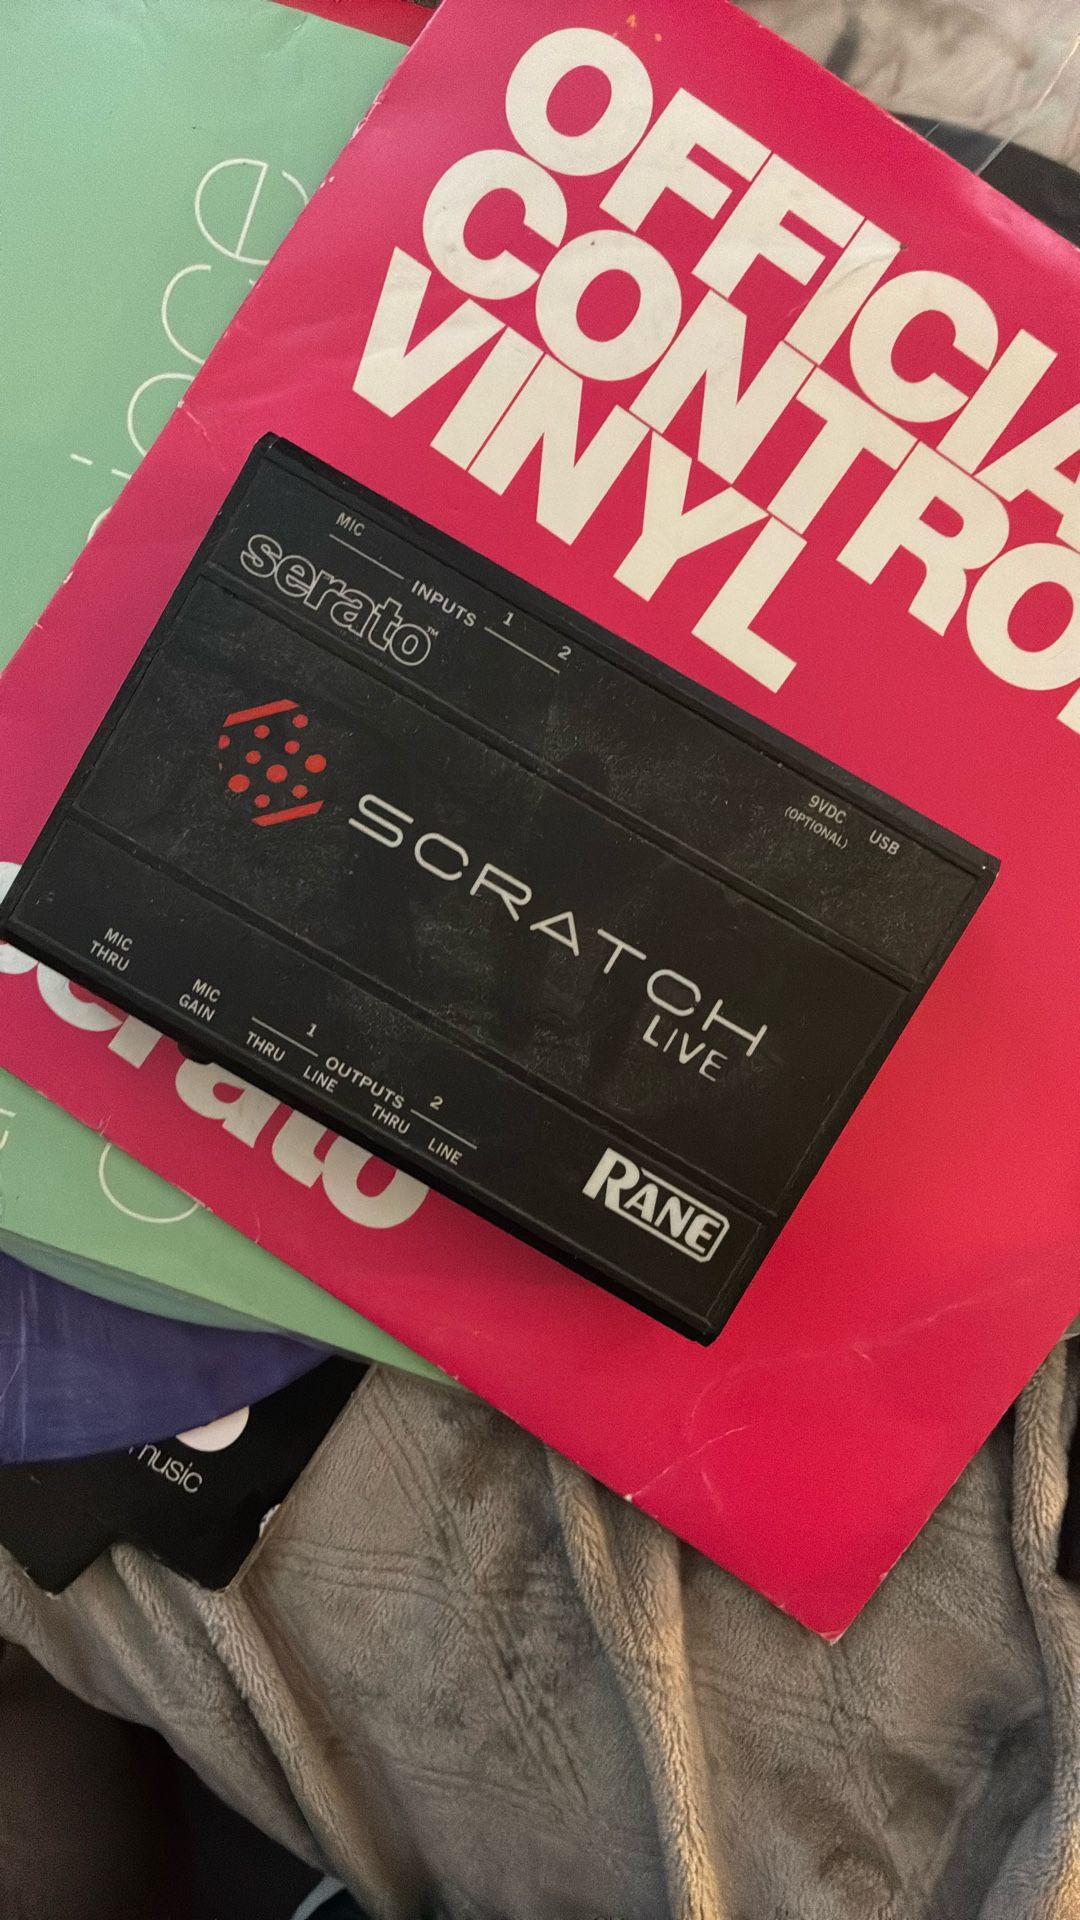 OFFICIA
CONTRO
VINYL
MIC
INPUTS 1 2
serato™
9VDC
(OPTIONAL)
USB
SCRATCH
LIVE
MIC
THRU
MIC
GAIN
1 OUTPUTS 2
THRU LINE THRU LINE
RANE
serato
music